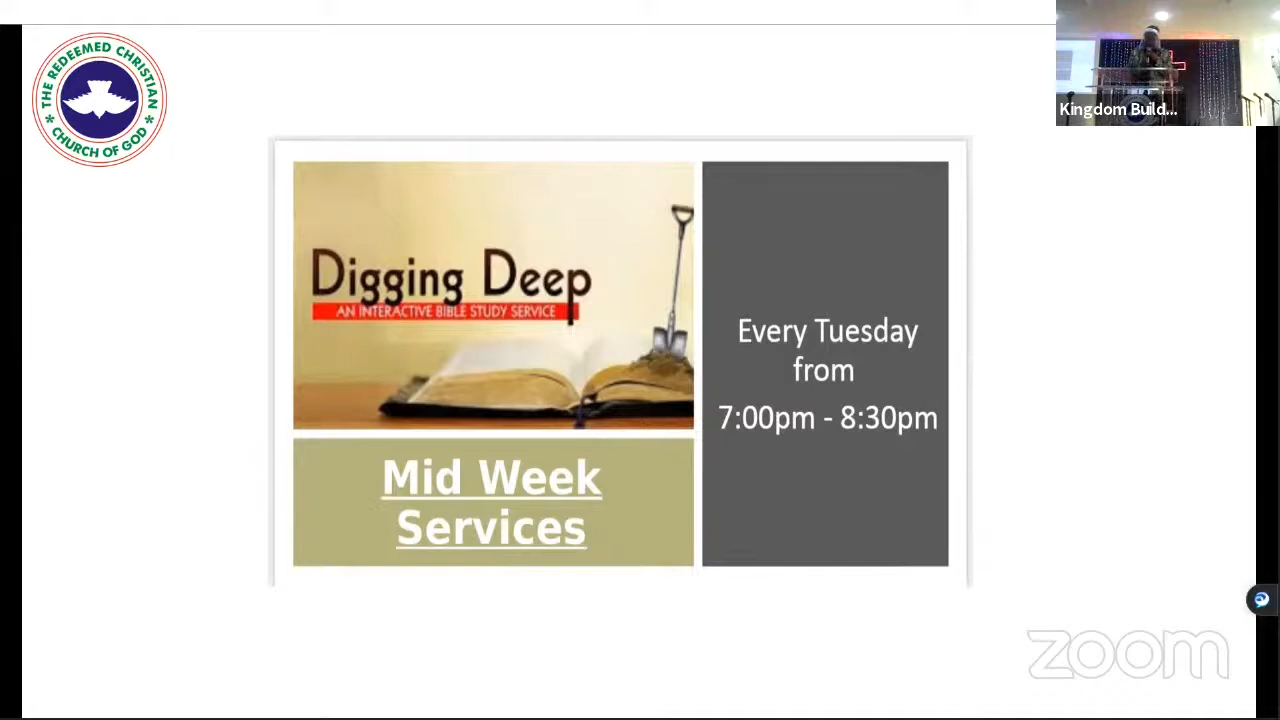 THE REDEEMED CHRISTIAN
CHURCH OF GOD
Kingdom Build...
Digging Deep
AN INTERACTIVE BIBLE STUDY SERVICE
Every Tuesday
from
7:00pm - 8:30pm
Mid Week
Services
zoom